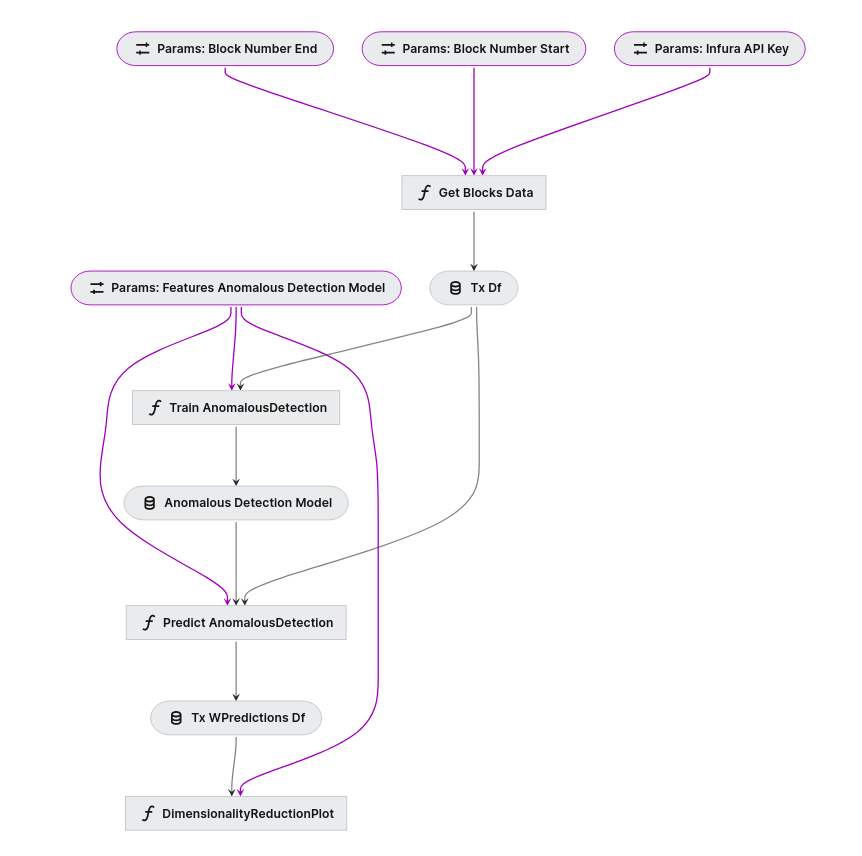 Params: Block Number End
Params: Block Number Start
Params: Infura API Key
Get Blocks Data
Params: Features Anomalous Detection Model
Tx Df
Train AnomalousDetection
Anomalous Detection Model
Predict AnomalousDetection
Tx WPredictions Df
DimensionalityReductionPlot